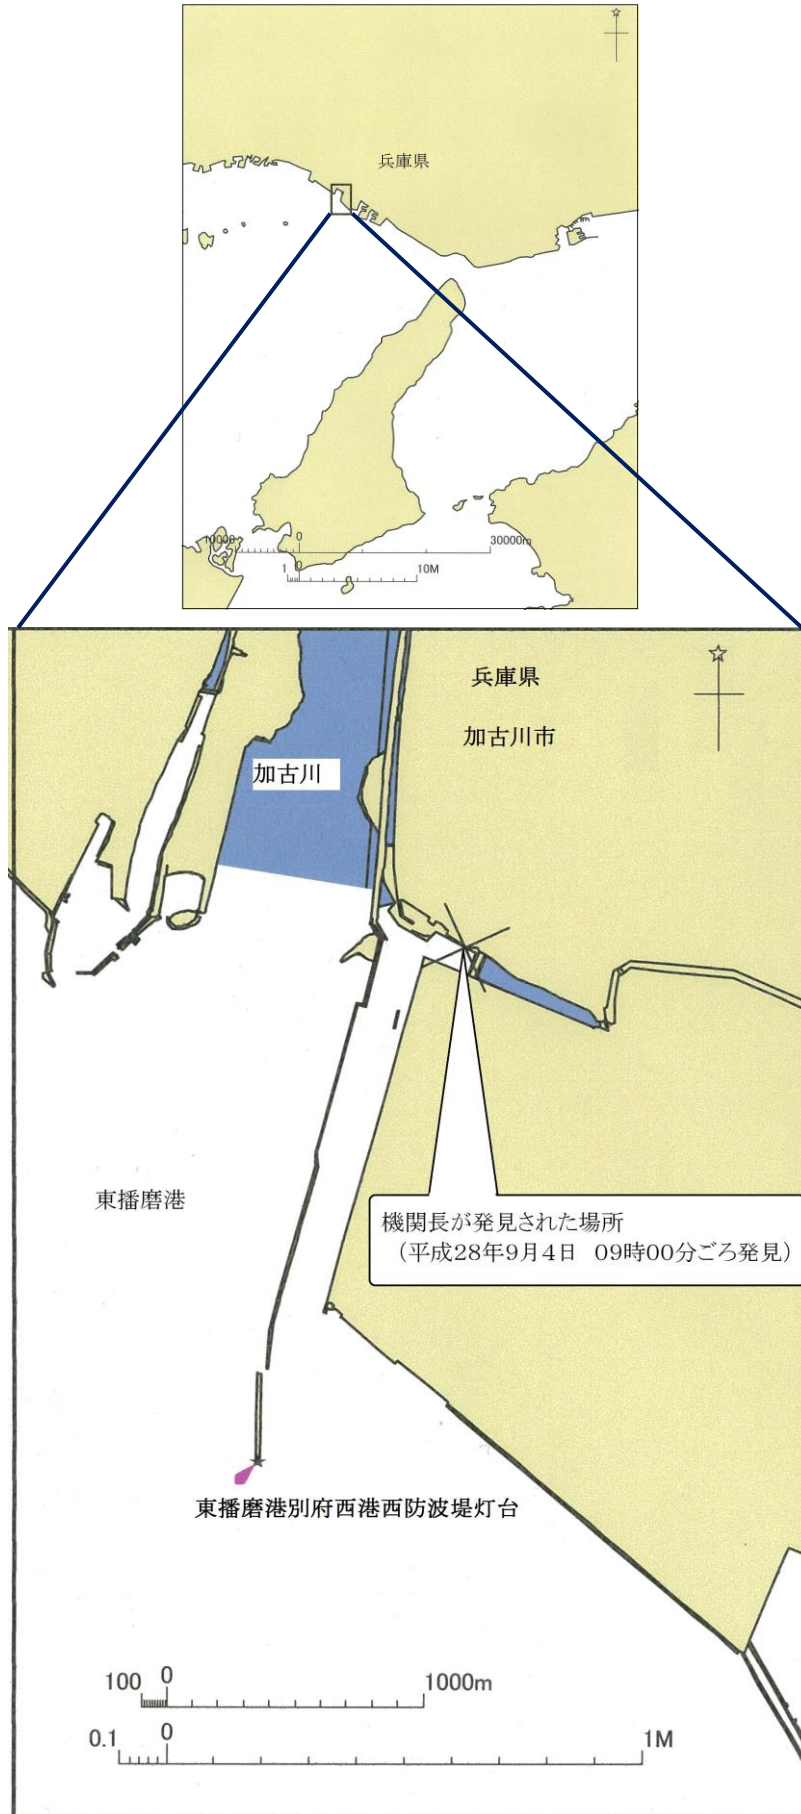 兵庫県
10000 0 30000m
1 0 10M
兵庫県
加古川市
加古川
東播磨港
機関長が発見された場所
（平成28年9月4日　09時00分ごろ発見）
東播磨港別府西港西防波堤灯台
100 0 1000m
0.1 0 1M